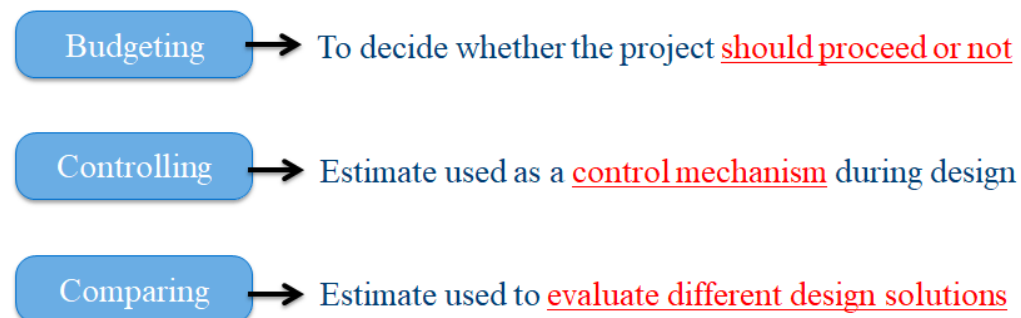 Budgeting To decide whether the project should proceed or not
Controlling Estimate used as a control mechanism during design
Comparing Estimate used to evaluate different design solutions